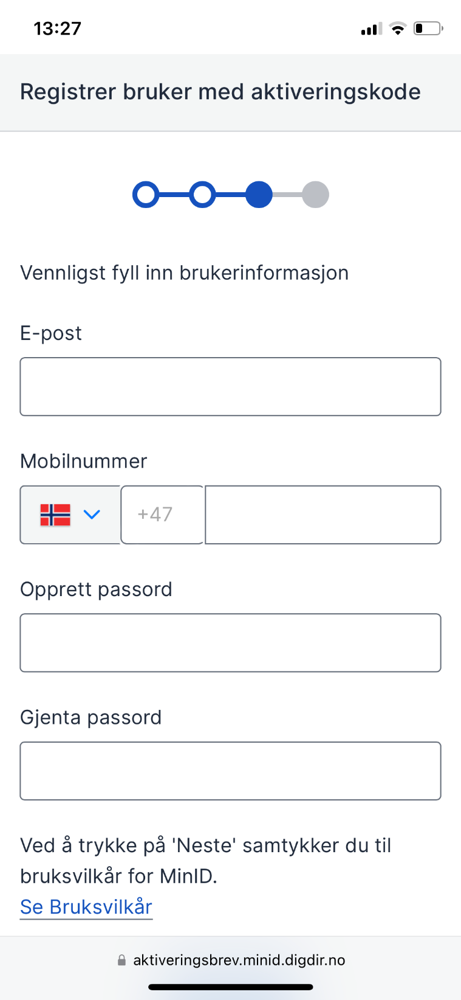 13:27
Registrer bruker med aktiveringskode
Vennligst fyll inn brukerinformasjon
E-post
Mobilnummer
+47
Opprett passord
Gjenta passord
Ved å trykke på 'Neste' samtykker du til
bruksvilkår for MinID.
Se Bruksvilkår
aktiveringsbrev.minid.digdir.no